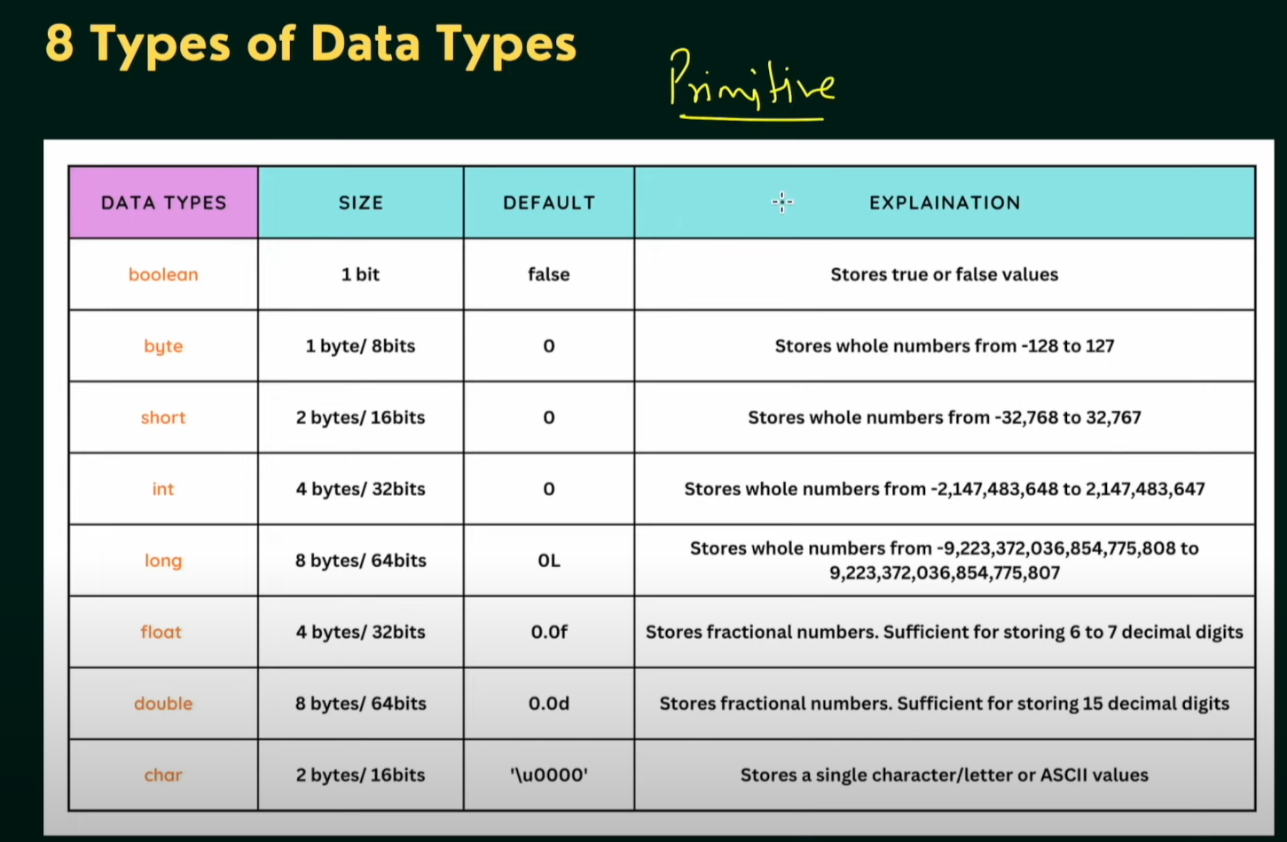 8 Types of Data Types
Primitive
DATA TYPES SIZE DEFAULT EXPLAINATION
boolean 1 bit false Stores true or false values
byte 1 byte/ 8bits 0 Stores whole numbers from -128 to 127
short 2 bytes/ 16bits 0 Stores whole numbers from -32,768 to 32,767
int 4 bytes/ 32bits 0 Stores whole numbers from -2,147,483,648 to 2,147,483,647
long 8 bytes/ 64bits 0L Stores whole numbers from -9,223,372,036,854,775,808 to
9,223,372,036,854,775,807
float 4 bytes/ 32bits 0.0f Stores fractional numbers. Sufficient for storing 6 to 7 decimal digits
double 8 bytes/ 64bits 0.0d Stores fractional numbers. Sufficient for storing 15 decimal digits
char 2 bytes/ 16bits '\u0000' Stores a single character/letter or ASCII values